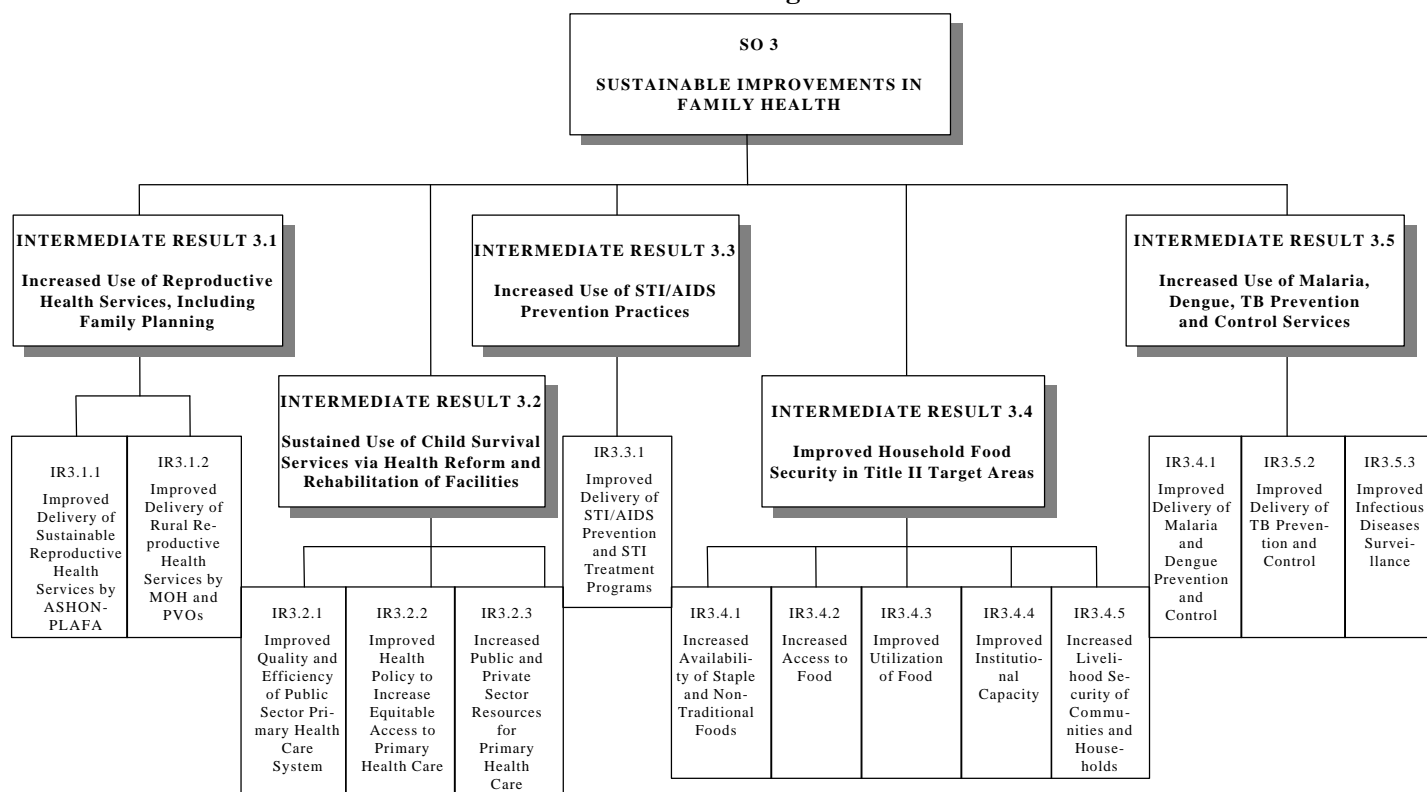 SO 3
SUSTAINABLE IMPROVEMENTS IN
FAMILY HEALTH
INTERMEDIATE RESULT 3.1
Increased Use of Reproductive
Health Services, Including
Family Planning
INTERMEDIATE RESULT 3.3
Increased Use of STI/AIDS
Prevention Practices
INTERMEDIATE RESULT 3.5
Increased Use of Malaria,
Dengue, TB Prevention
and Control Services
INTERMEDIATE RESULT 3.2
Sustained Use of Child Survival
Services via Health Reform and
Rehabilitation of Facilities
INTERMEDIATE RESULT 3.4
Improved Household Food
Security in Title II Target Areas
IR3.1.1
Improved
Delivery of
Sustainable
Reproductive
Health
Services by
ASHON-
PLAFA
IR3.1.2
Improved
Delivery of
Rural Re-
productive
Health
Services by
MOH and
PVOs
IR3.3.1
Improved
Delivery of
STI/AIDS
Prevention
and STI
Treatment
Programs
IR3.4.1
Improved
Delivery of
Malaria
and
Dengue
Prevention
and
Control
IR3.5.2
Improved
Delivery of
TB Preven-
tion and
Control
IR3.5.3
Improved
Infectious
Diseases
Survei-
llance
IR3.2.1
Improved
Quality and
Efficiency
of Public
Sector Pri-
mary Health
Care
System
IR3.2.2
Improved
Health
Policy to
Increase
Equitable
Access to
Primary
Health Care
IR3.2.3
Increased
Public and
Private
Sector
Resources
for
Primary
Health
Care
IR3.4.1
Increased
Availabili-
ty of Staple
and Non-
Traditional
Foods
IR3.4.2
Increased
Access to
Food
IR3.4.3
Improved
Utilization
of Food
IR3.4.4
Improved
Institutio-
nal
Capacity
IR3.4.5
Increased
Liveli-
hood Se-
curity of
Commu-
nities and
House-
holds